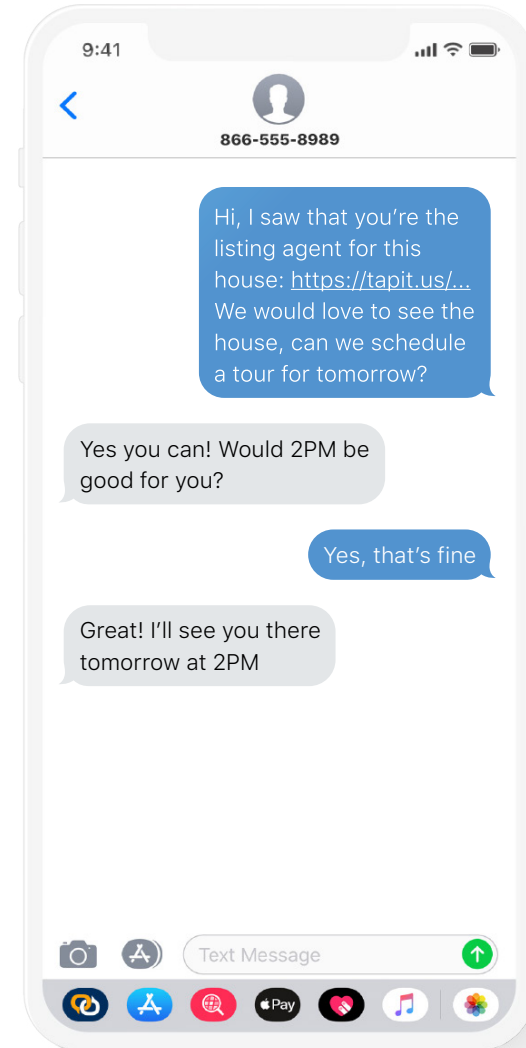 9:41
866-555-8989
Hi, I saw that you’re the
listing agent for this
house: https://tapit.us/...
We would love to see the
house, can we schedule
a tour for tomorrow?
Yes you can! Would 2PM be
good for you?
Yes, that’s fine
Great! I’ll see you there
tomorrow at 2PM
Text Message
Pay